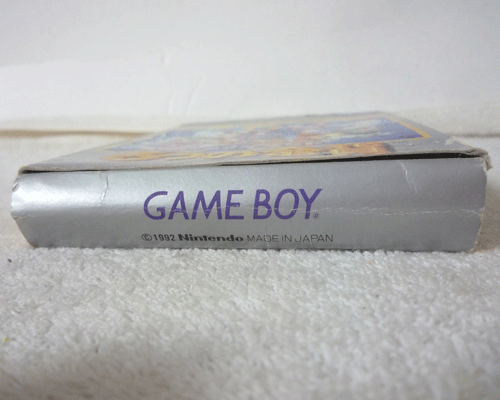 GAME BOY®
©1992 Nintendo MADE IN JAPAN